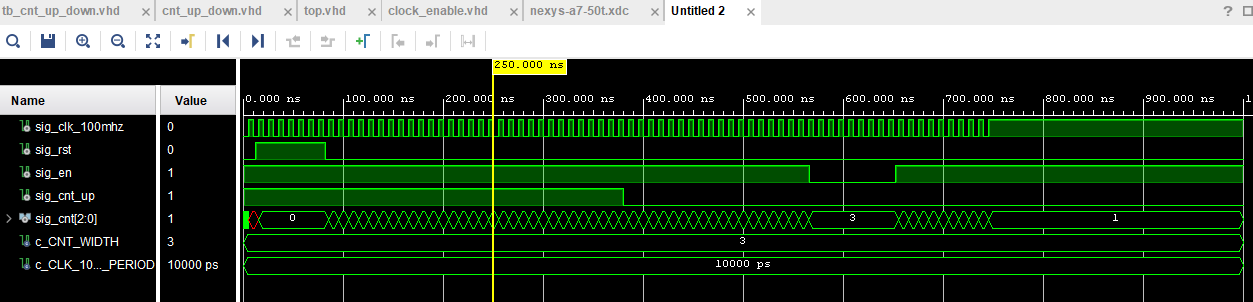 tb_cnt_up_down.vhd cnt_up_down.vhd top.vhd clock_enable.vhd nexys-a7-50t.xdc Untitled 2
250.000 ns
Name Value
0.000 ns 100.000 ns 200.000 ns 300.000 ns 400.000 ns 500.000 ns 600.000 ns 700.000 ns 800.000 ns 900.000 ns 1
sig_clk_100mhz 0
sig_rst 0
sig_en 1
sig_cnt_up 1
sig_cnt[2:0] 1 0 3 1
c_CNT_WIDTH 3 3
c_CLK_10..._PERIOD 10000 ps 10000 ps